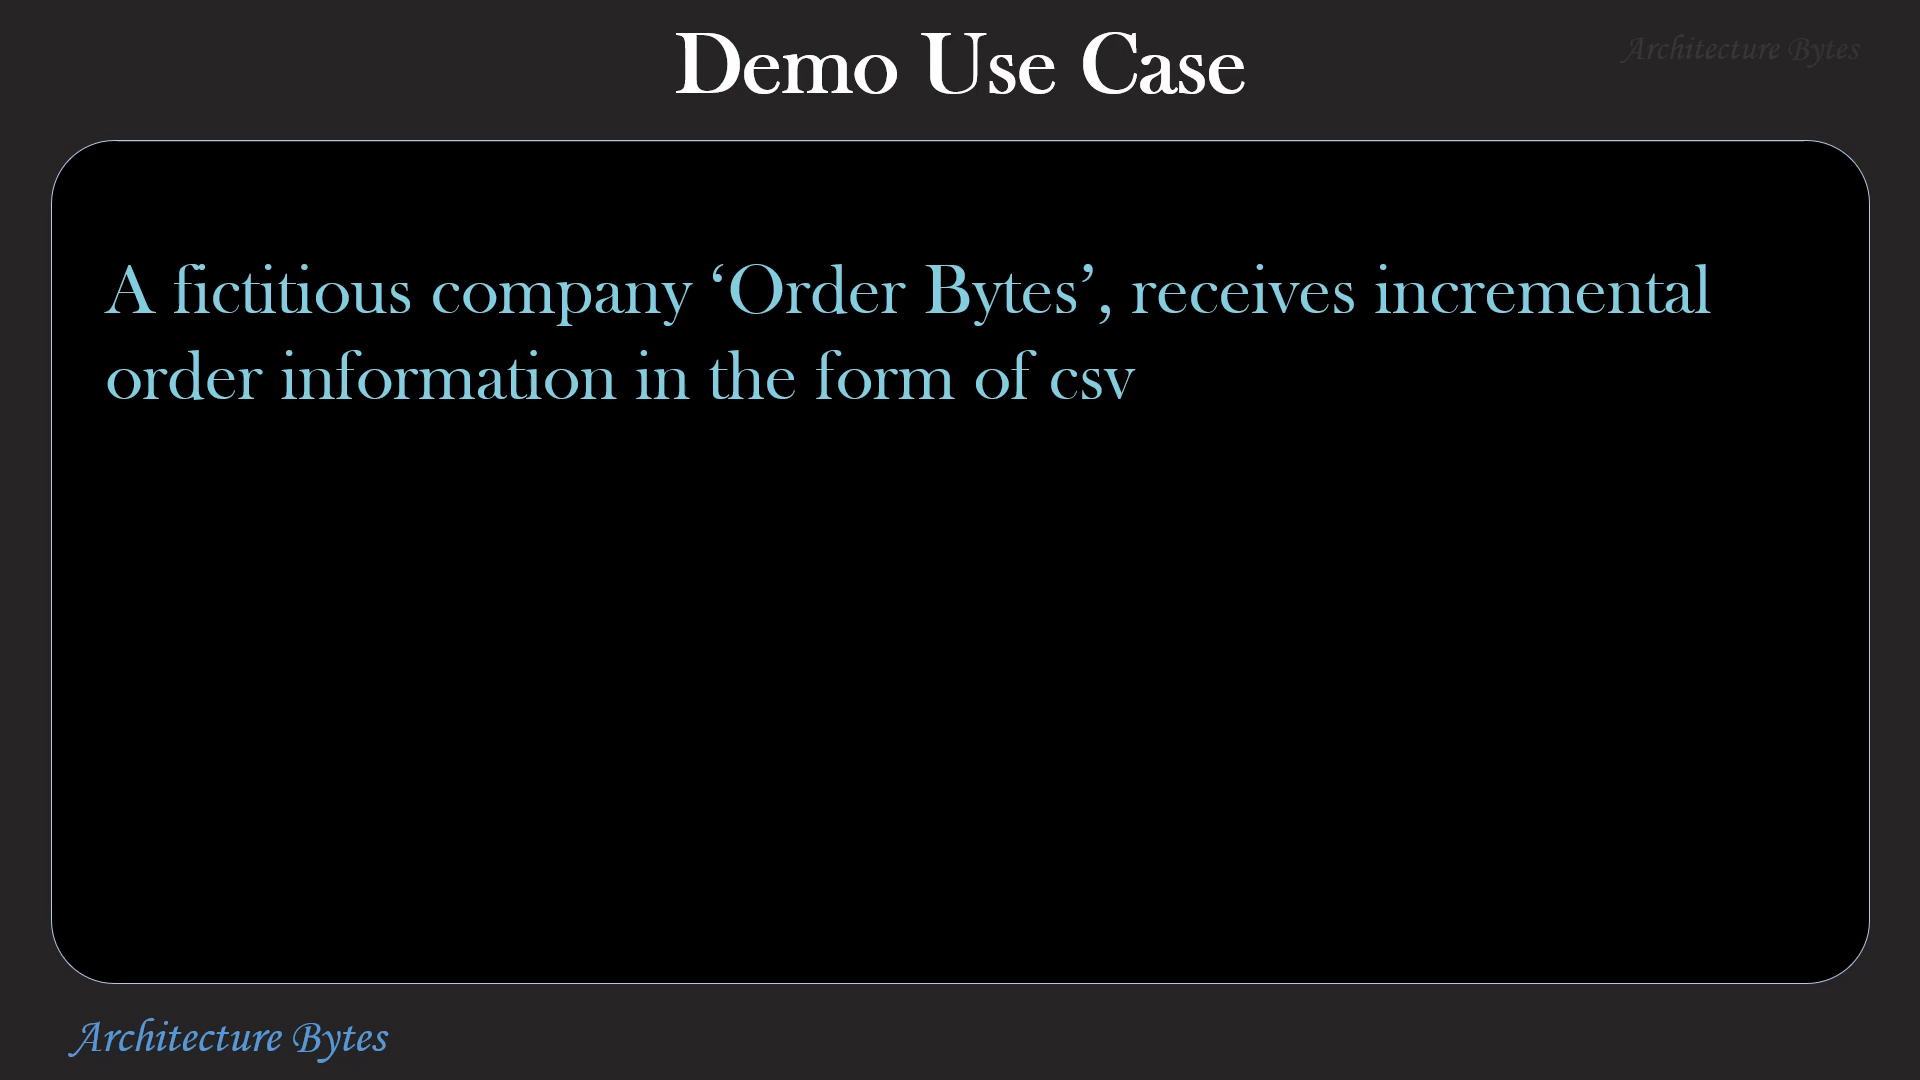 Demo Use Case
Architecture Bytes
A fictitious company ‘Order Bytes’, receives incremental
order information in the form of csv
Architecture Bytes